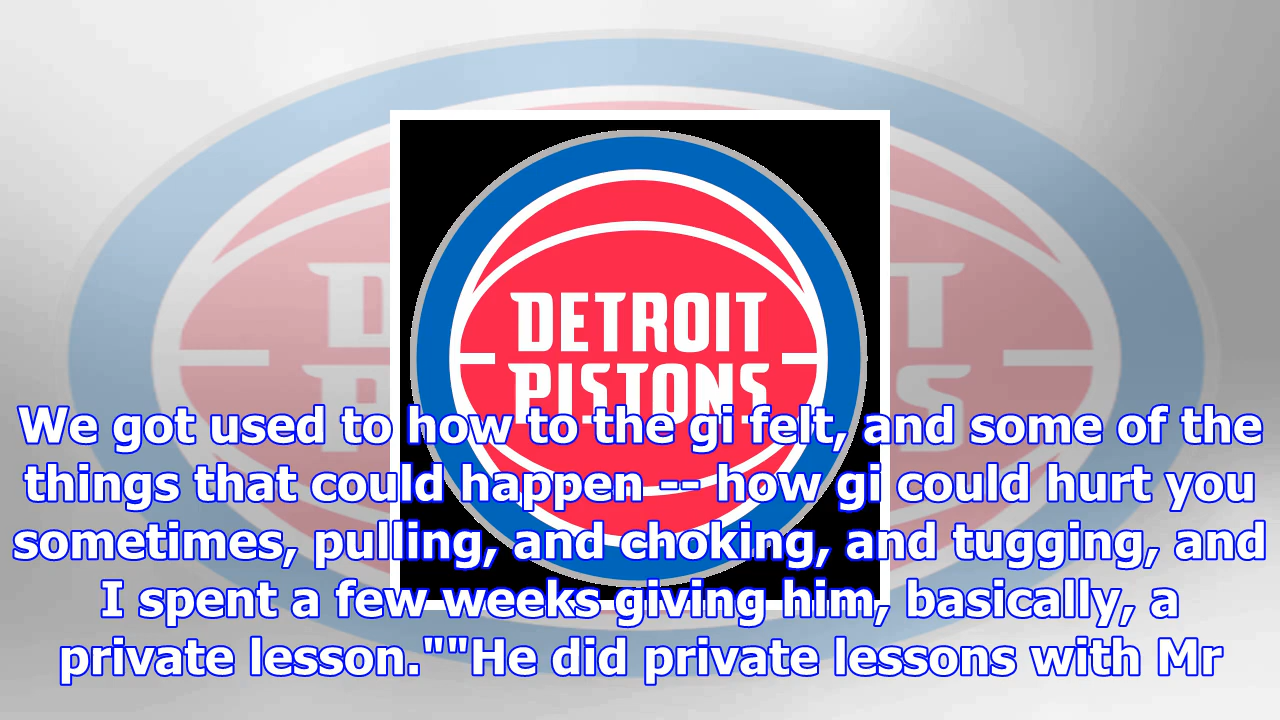 DETROIT
PISTONS
We got used to how to the gi felt, and some of the
things that could happen -- how gi could hurt you
sometimes, pulling, and choking, and tugging, and
I spent a few weeks giving him, basically, a
private lesson.""He did private lessons with Mr